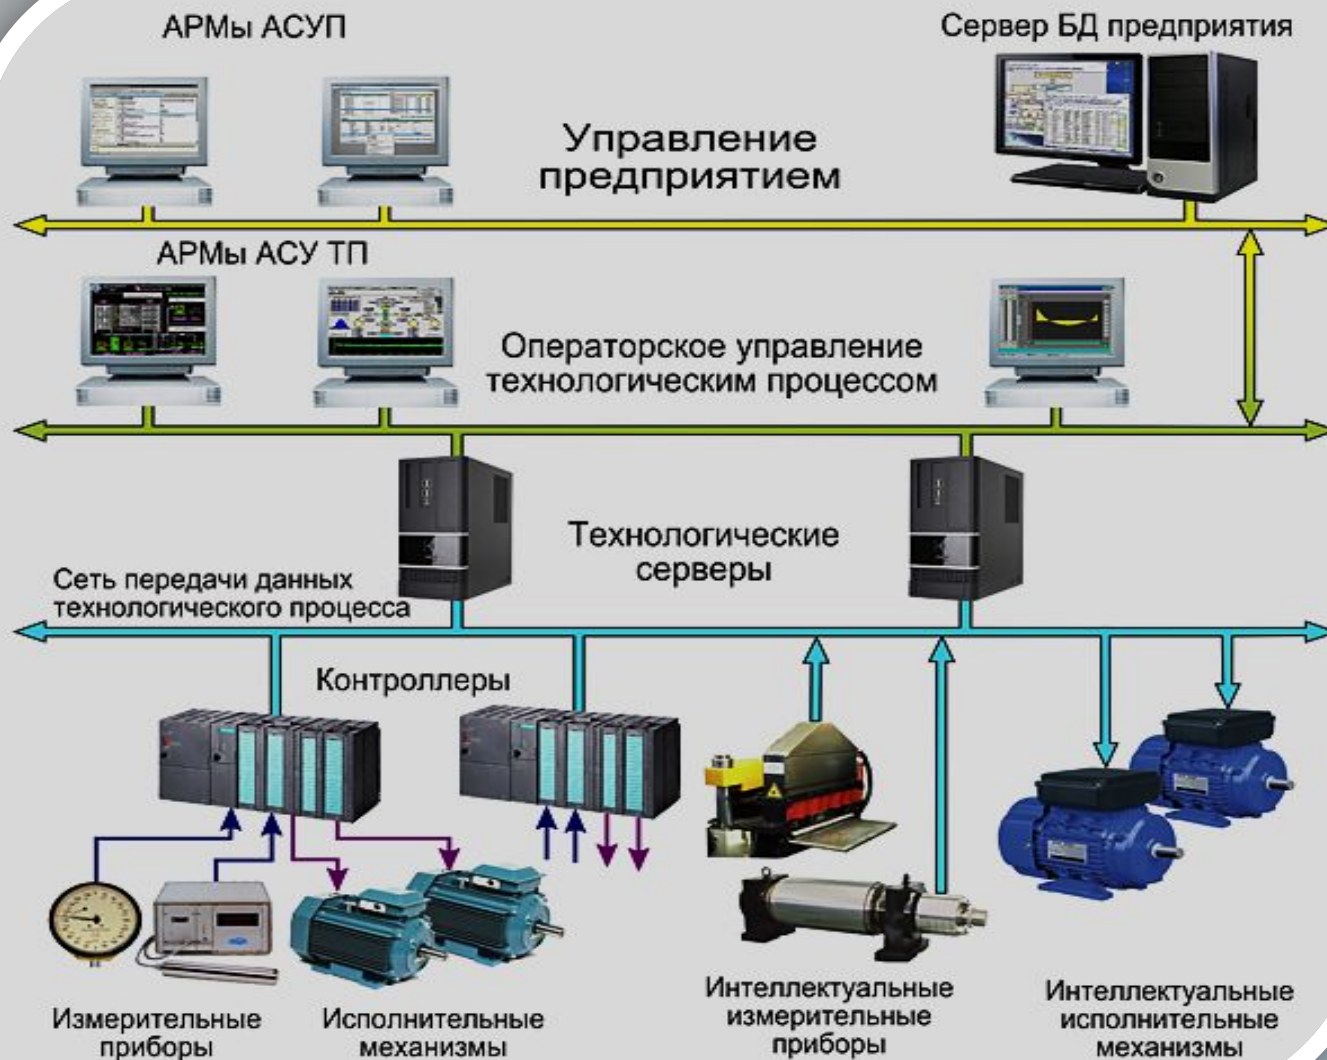 АРМы АСУП
Сервер БД предприятия
Управление
предприятием
АРМы АСУ ТП
Операторское управление
технологическим процессом
Технологические
серверы
Сеть передачи данных
технологического процесса
Контроллеры
Измерительные
приборы
Исполнительные
механизмы
Интеллектуальные
измерительные
приборы
Интеллектуальные
исполнительные
механизмы